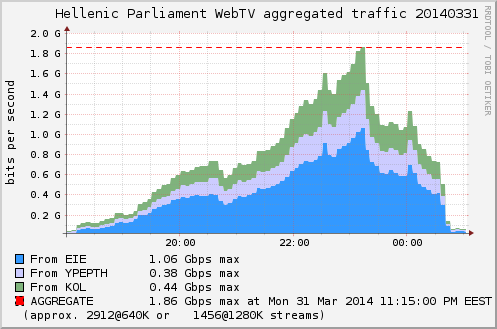 Hellenic Parliament WebTV aggregated traffic 20140331
RRDTOOL / TOBI OETIKER
bits per second
2.0 G
1.8 G
1.6 G
1.4 G
1.2 G
1.0 G
0.8 G
0.6 G
0.4 G
0.2 G
20:00 22:00 00:00
From EIE 1.06 Gbps max
From YPEPTH 0.38 Gbps max
From KOL 0.44 Gbps max
AGGREGATE 1.86 Gbps max at Mon 31 Mar 2014 11:15:00 PM EEST
(approx. 2912@640K or 1456@1280K streams)